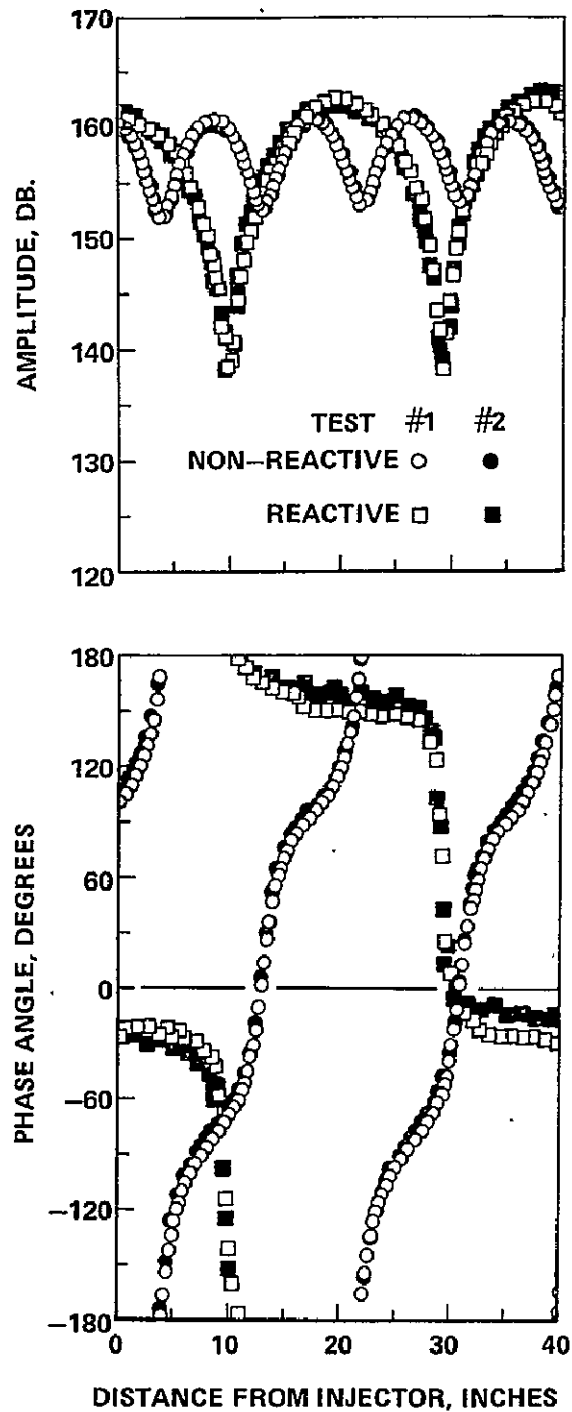 170
160
150
140
130
120
AMPLITUDE, DB.
TEST #1 #2
NON–REACTIVE
REACTIVE
180
120
60
0
−60
−120
−180
PHASE ANGLE, DEGREES
0 10 20 30 40
DISTANCE FROM INJECTOR, INCHES